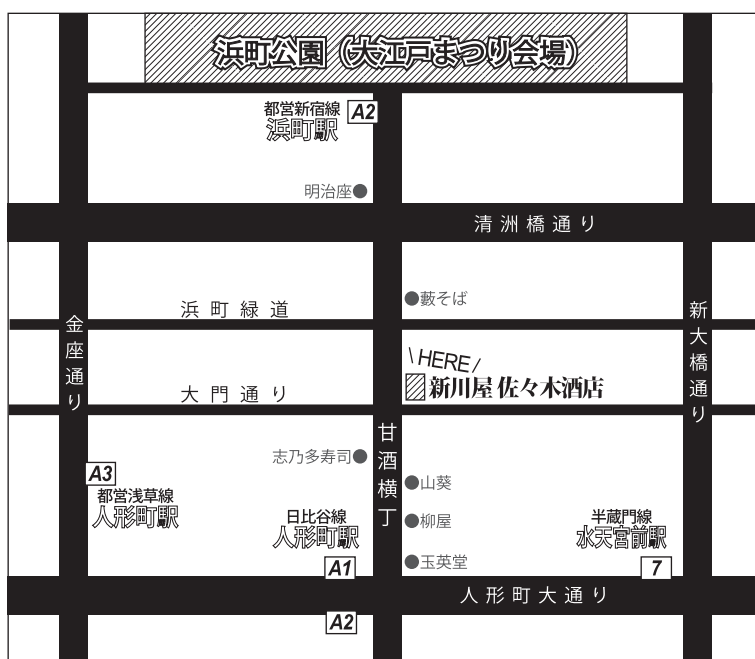 浜町公園（大江戸まつり会場）
都営新宿線
浜町駅
A2
明治座
清洲橋通り
藪そば
浜町緑道
金座通り
新大橋通り
\HERE/
新川屋 佐々木酒店
大門通り
甘酒横丁
志乃多寿司
A3
都営浅草線
人形町駅
日比谷線
人形町駅
A1
山葵
柳屋
玉英堂
半蔵門線
水天宮前駅
7
人形町大通り
A2